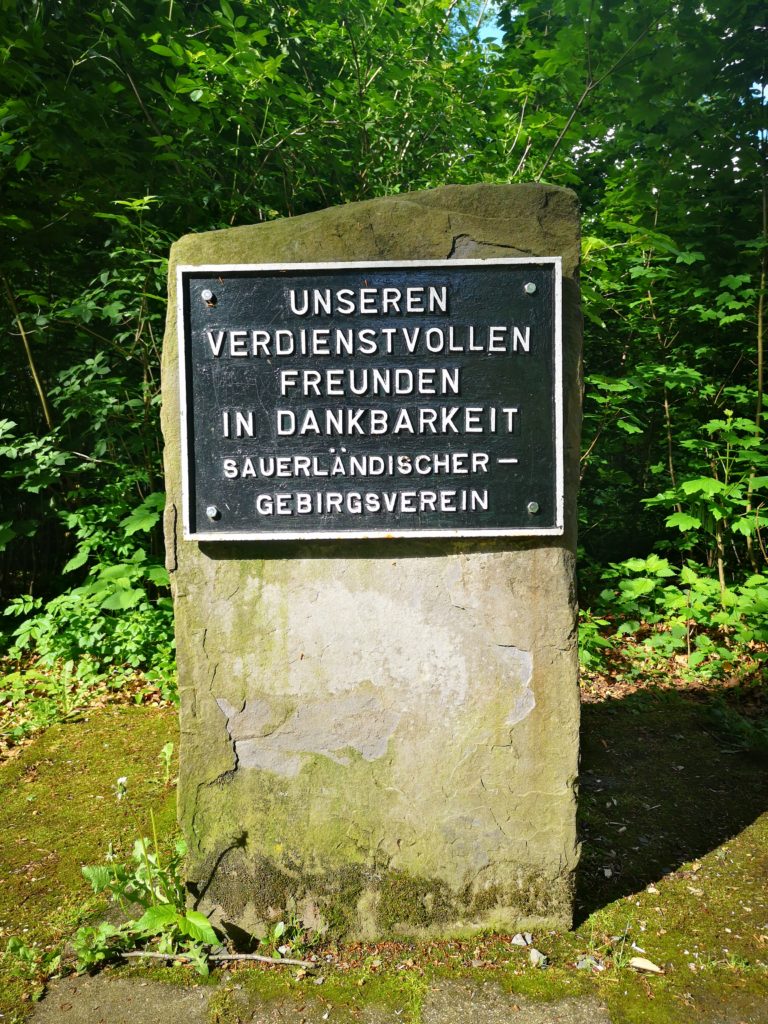 UNSEREN
VERDIENSTVOLLEN
FREUNDEN
IN DANKBARKEIT
SAUERLÄNDISCHER –
GEBIRGSVEREIN